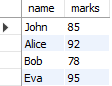 name marks
John 85
Alice 92
Bob 78
Eva 95